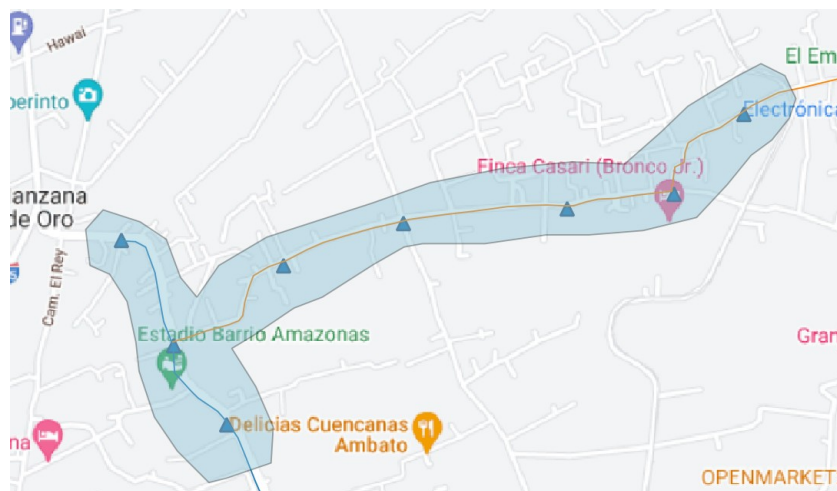 Hawai
El Em
perinto
Electrónica
Finca Casari (Bronco Jr.)
anzana
de Oro
Cam. El Rey
Estadio Barrio Amazonas
Gran
Delicias Cuencanas
Ambato
na
OPENMARKET